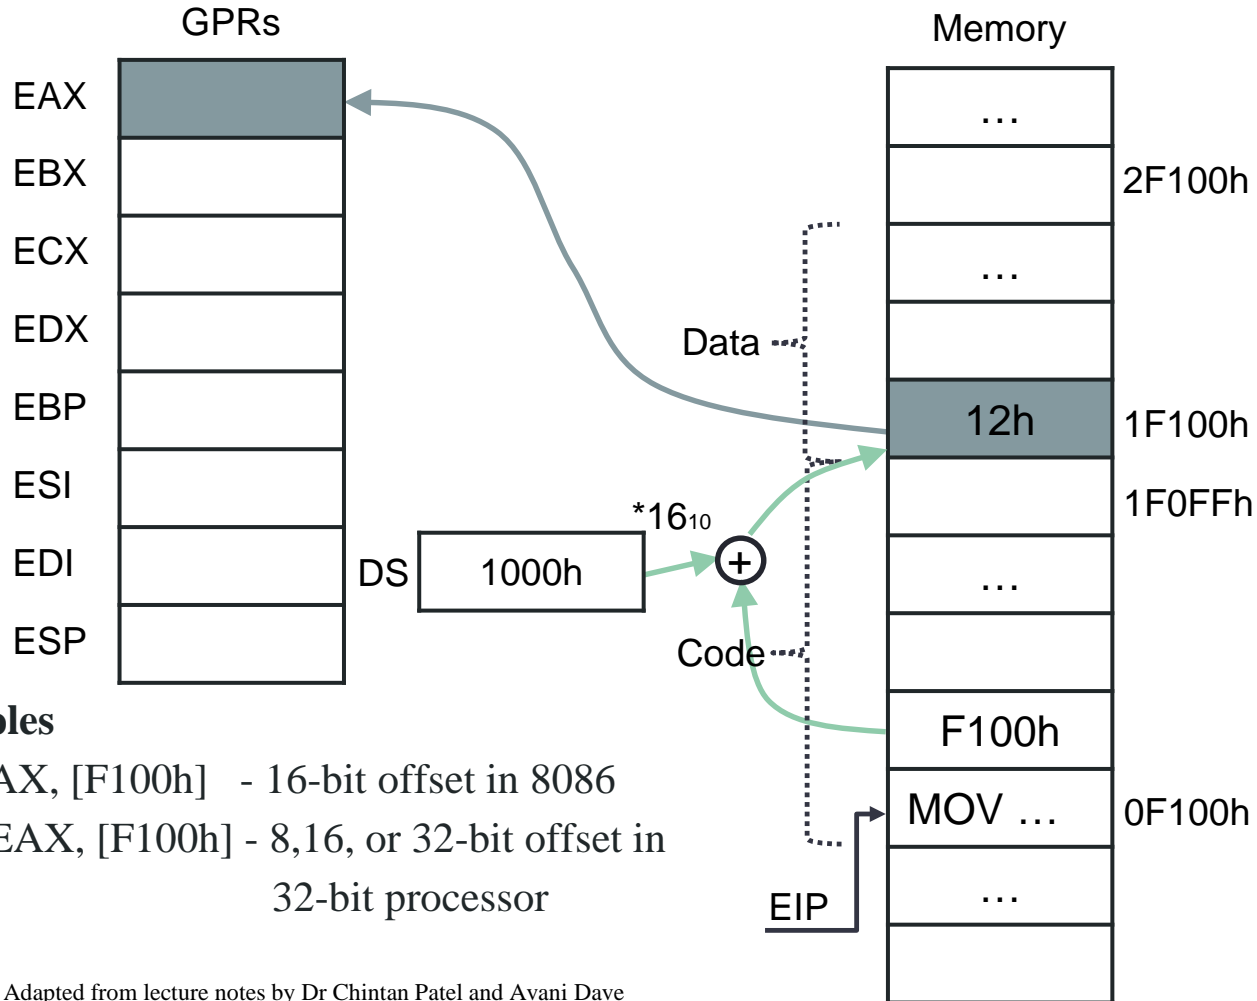 GPRs
Memory
EAX
EBX
ECX
EDX
EBP
ESI
EDI
ESP
DS
1000h
*16₁₀
+
Data
Code
…
2F100h
…
12h
1F100h
1F0FFh
…
F100h
MOV …
0F100h
…
EIP
ples
AX, [F100h] - 16-bit offset in 8086
EAX, [F100h] - 8,16, or 32-bit offset in
32-bit processor
Adapted from lecture notes by Dr Chintan Patel and Avani Dave